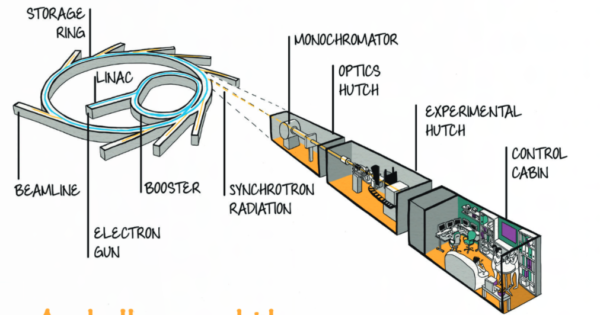 STORAGE
RING
LINAC
MONOCHROMATOR
OPTICS
HUTCH
EXPERIMENTAL
HUTCH
CONTROL
CABIN
BEAMLINE
BOOSTER
SYNCHROTRON
RADIATION
ELECTRON
GUN